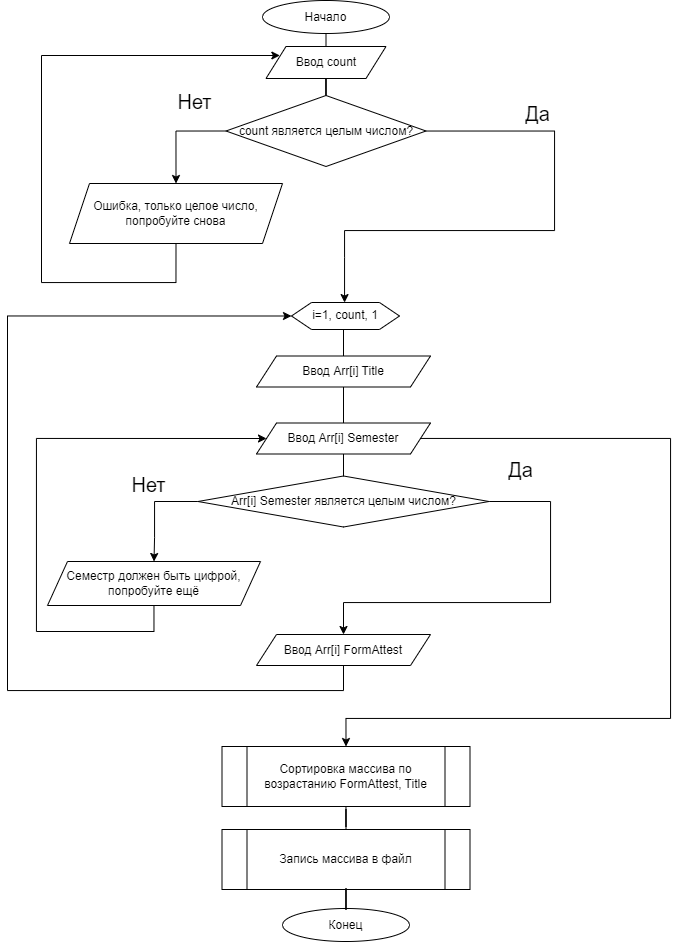 Начало
Ввод count
Нет
Да
count является целым числом?
Ошибка, только целое число,
попробуйте снова
i=1, count, 1
Ввод Arr[i] Title
Ввод Arr[i] Semester
Нет
Да
Arr[i] Semester является целым числом?
Семестр должен быть цифрой,
попробуйте ещё
Ввод Arr[i] FormAttest
Сортировка массива по
возрастанию FormAttest, Title
Запись массива в файл
Конец